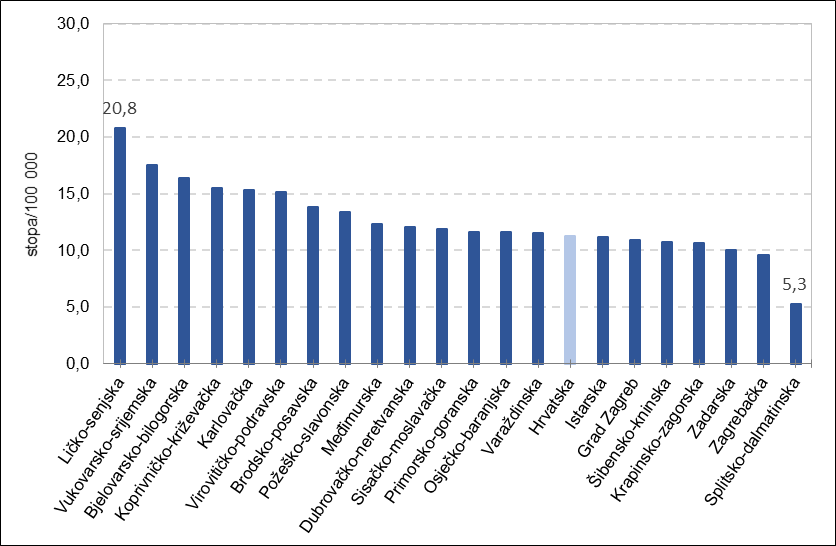 30,0
25,0
20,0
15,0
10,0
5,0
0,0
stopa/100 000
20,8
5,3
Ličko-senjska
Vukovarsko-srijemska
Bjelovarsko-bilogorska
Koprivničko-križevačka
Karlovačka
Virovitičko-podravska
Brodsko-posavska
Požeško-slavonska
Međimurska
Dubrovačko-neretvanska
Sisačko-moslavačka
Primorsko-goranska
Osječko-baranjska
Varaždinska
Hrvatska
Istarska
Grad Zagreb
Šibensko-kninska
Krapinsko-zagorska
Zadarska
Zagrebačka
Splitsko-dalmatinska